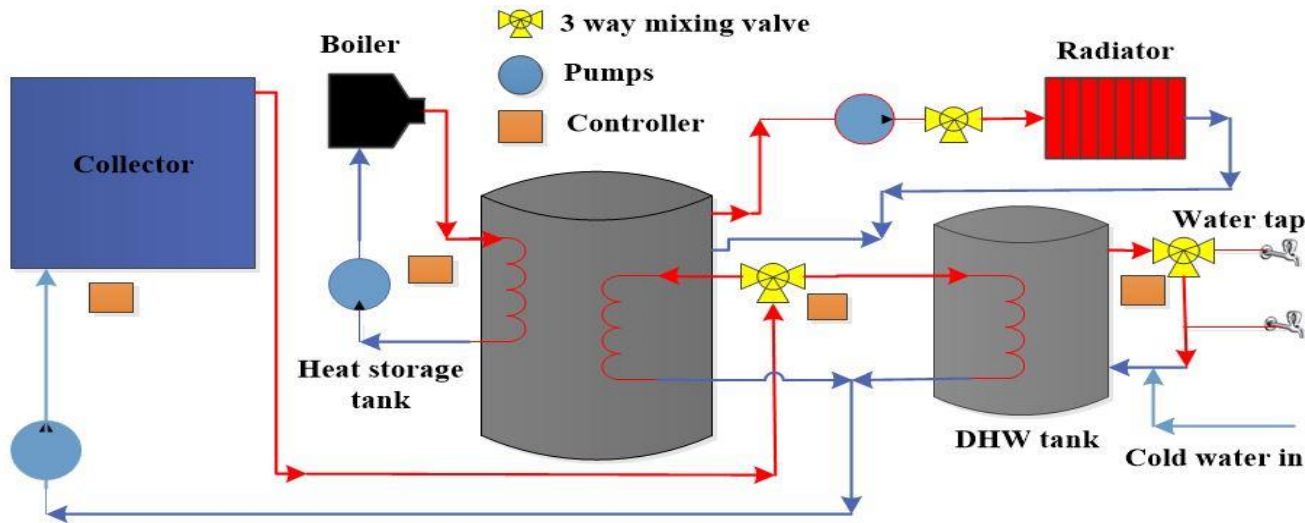 3 way mixing valve
Boiler
Radiator
Pumps
Controller
Collector
Water tap
Heat storage
tank
DHW tank
Cold water in